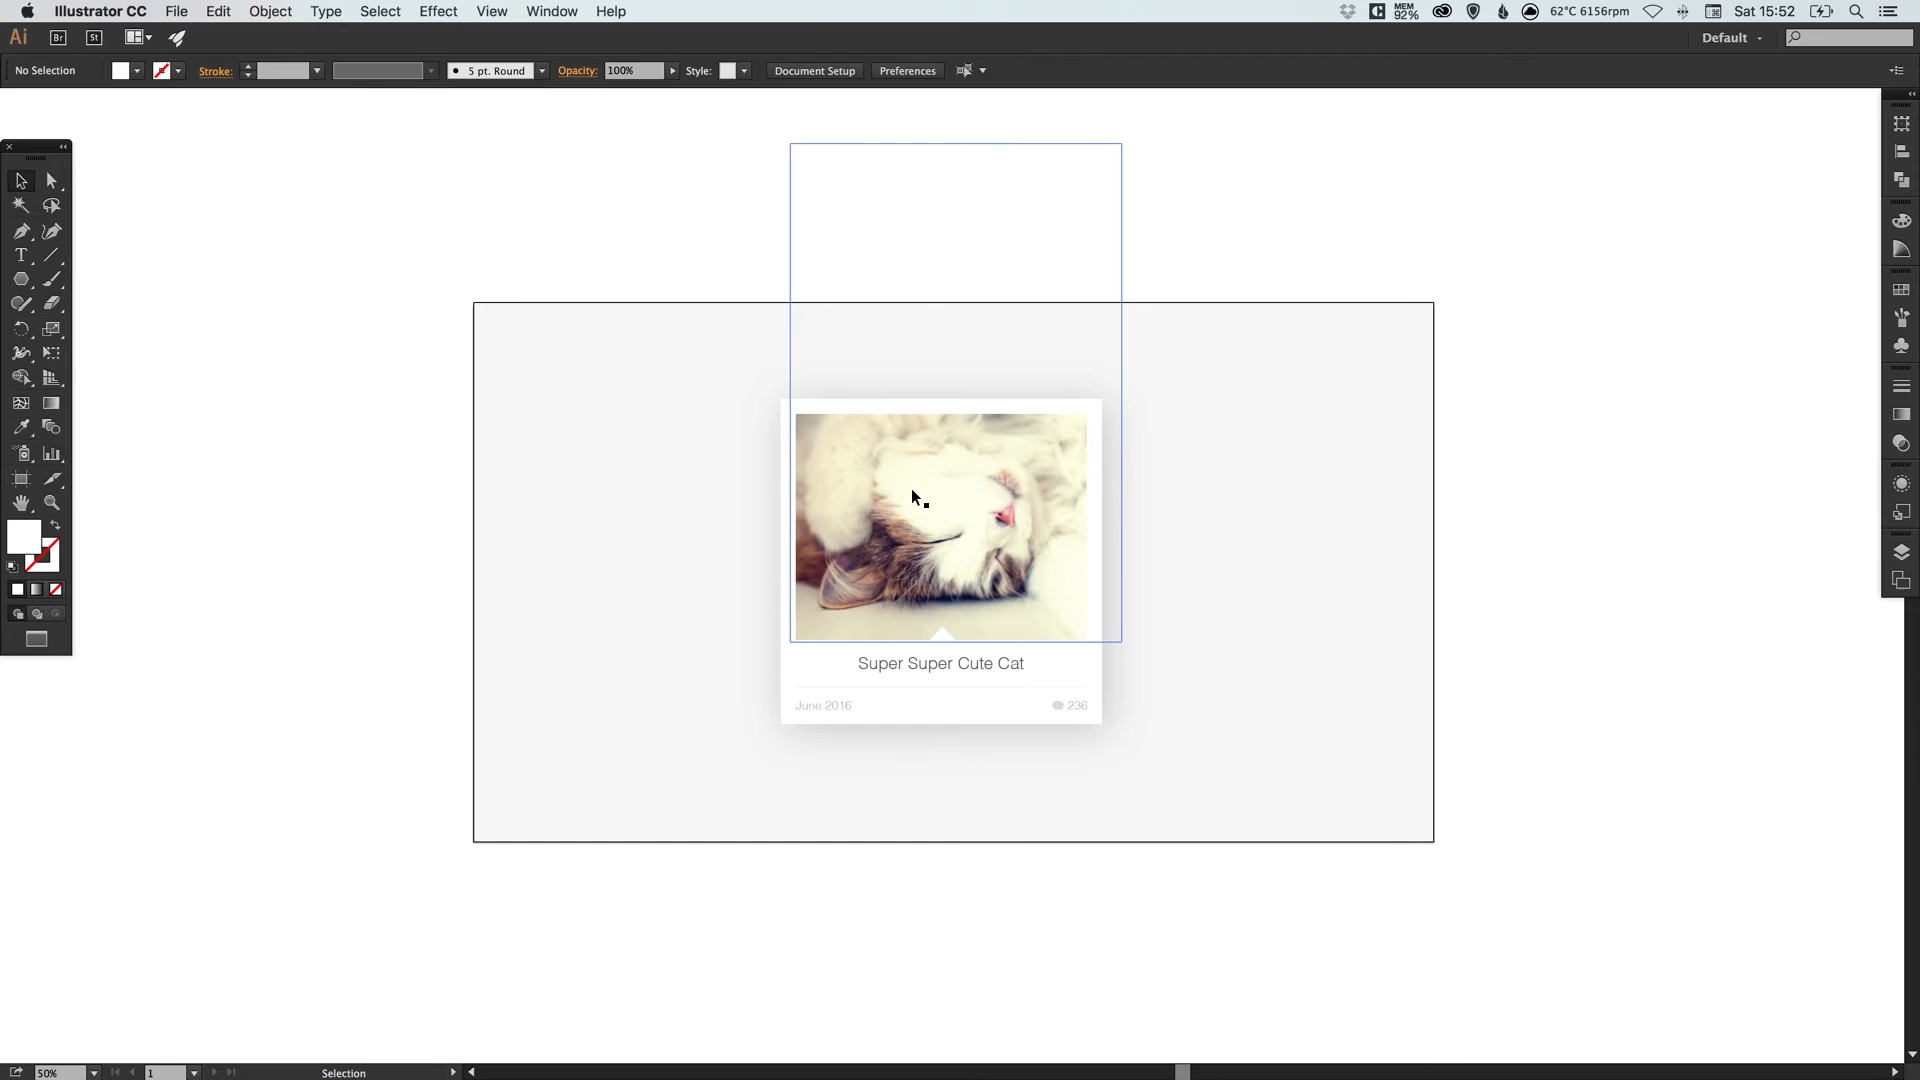 Illustrator CC File Edit Object Type Select Effect View Window Help MEM 92% 62°C 6156rpm Sat 15:52
Ai Br St Default
No Selection Stroke: 5 pt. Round Opacity: 100% Style: Document Setup Preferences
T
Super Super Cute Cat
June 2016 236
50% 1 Selection